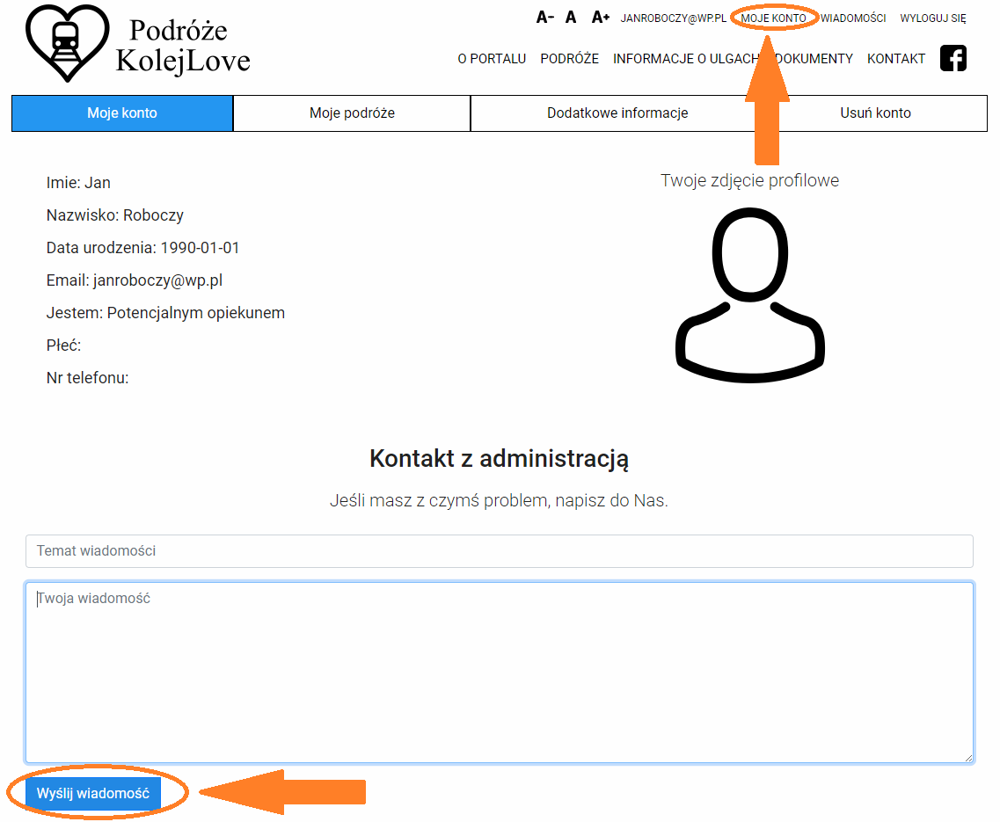 Podróże
KolejLove
A- A A+ JANROBOCZY@WP.PL MOJE KONTO WIADOMOŚCI WYLOGUJ SIĘ
O PORTALU PODRÓŻE INFORMACJE O ULGACH DOKUMENTY KONTAKT
Moje konto Moje podróże Dodatkowe informacje Usuń konto
Imie: Jan
Nazwisko: Roboczy
Data urodzenia: 1990-01-01
Email: janroboczy@wp.pl
Jestem: Potencjalnym opiekunem
Płeć:
Nr telefonu:
Twoje zdjęcie profilowe
Kontakt z administracją
Jeśli masz z czymś problem, napisz do Nas.
Temat wiadomości
Twoja wiadomość
Wyślij wiadomość